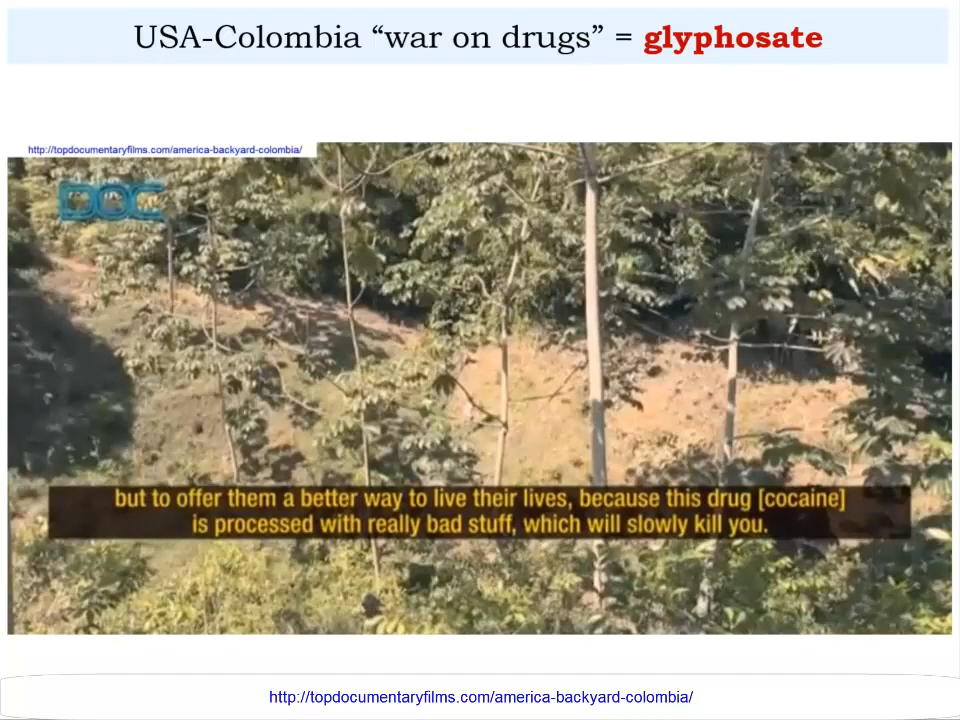 USA-Colombia “war on drugs” = glyphosate
http://topdocumentaryfilms.com/america-backyard-colombia/
DOC
but to offer them a better way to live their lives, because this drug [cocaine]
is processed with really bad stuff, which will slowly kill you.
http://topdocumentaryfilms.com/america-backyard-colombia/